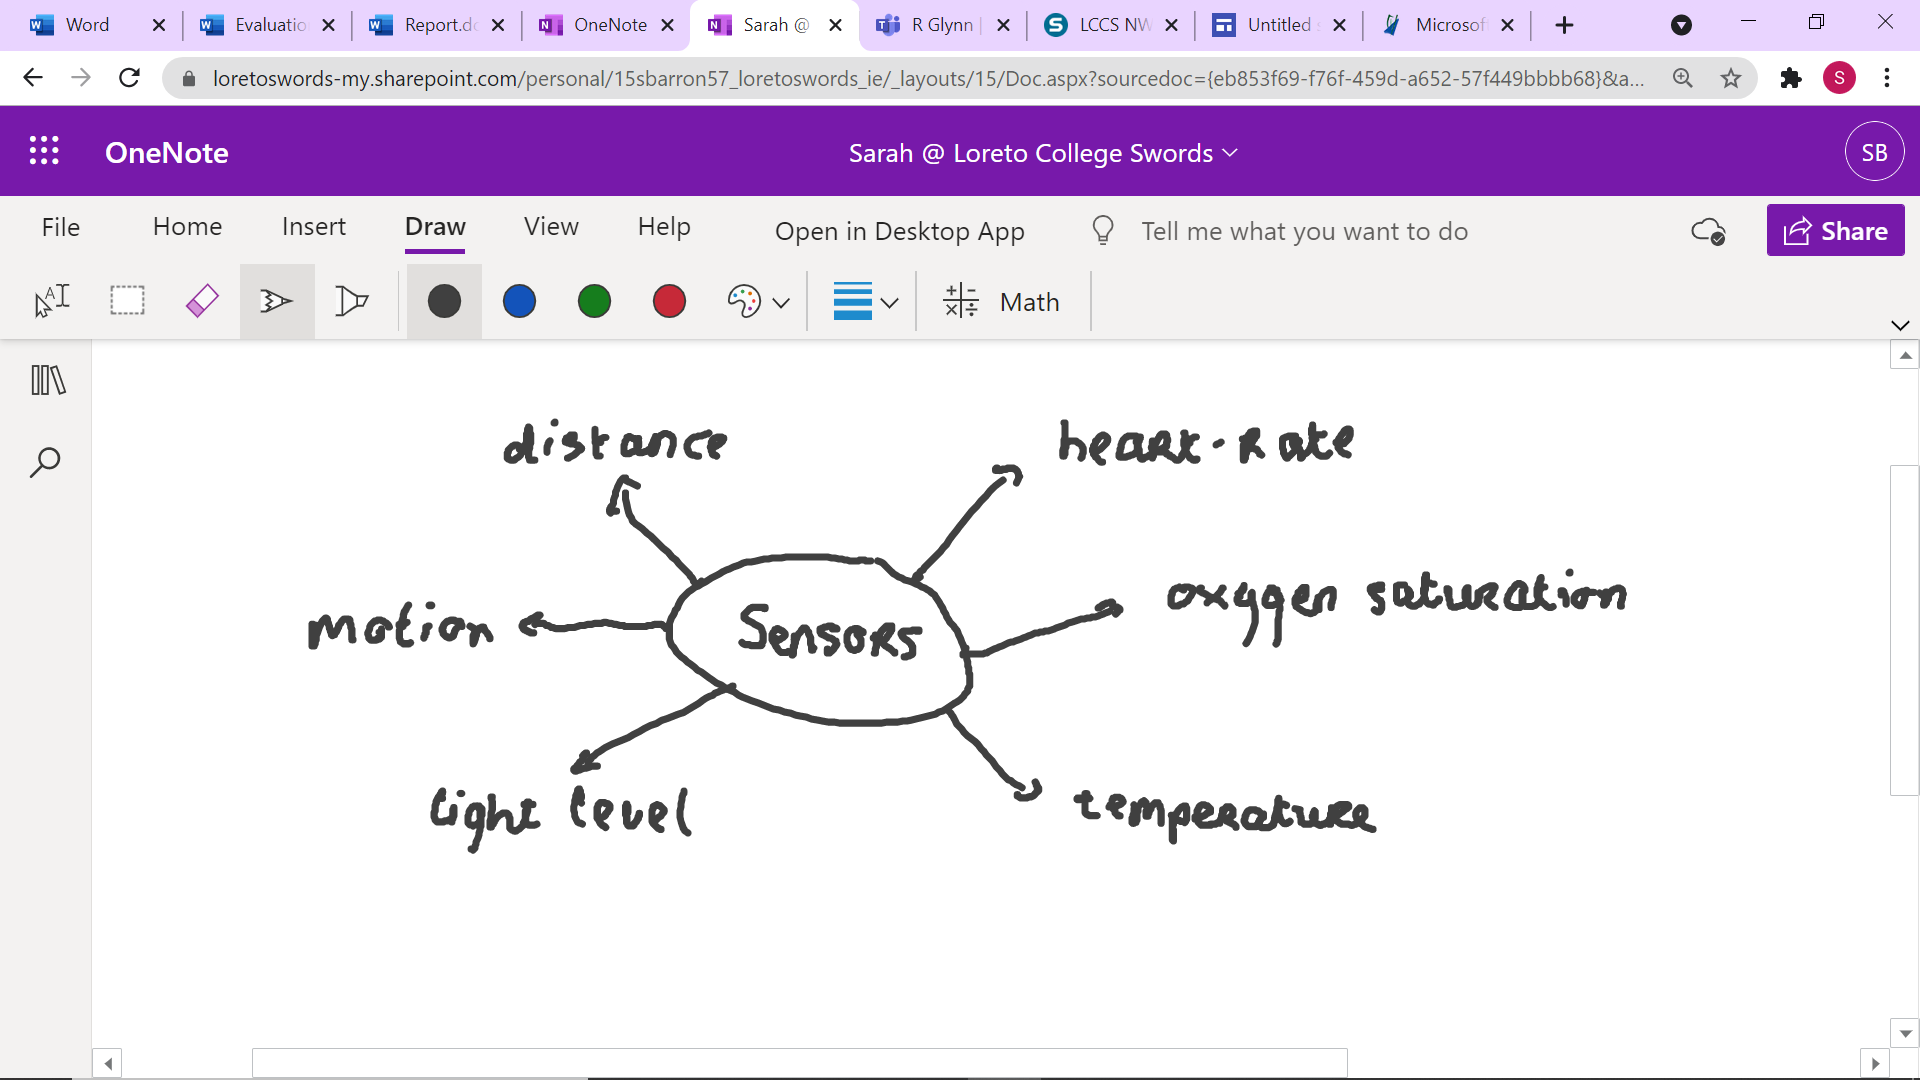 Word
Evaluatio
Report.do
OneNote
Sarah @
R Glynn |
LCCS NW
Untitled
Microsof
S
loretoswords-my.sharepoint.com/personal/15sbarron57_loretoswords_ie/_layouts/15/Doc.aspx?sourcedoc={eb853f69-f76f-459d-a652-57f449bbbb68}&a...
OneNote
Sarah @ Loreto College Swords
SB
File Home Insert Draw View Help Open in Desktop App Tell me what you want to do Share
Math
distance
heart-Rate
motion
Sensors
oxygen saturation
light level
temperature